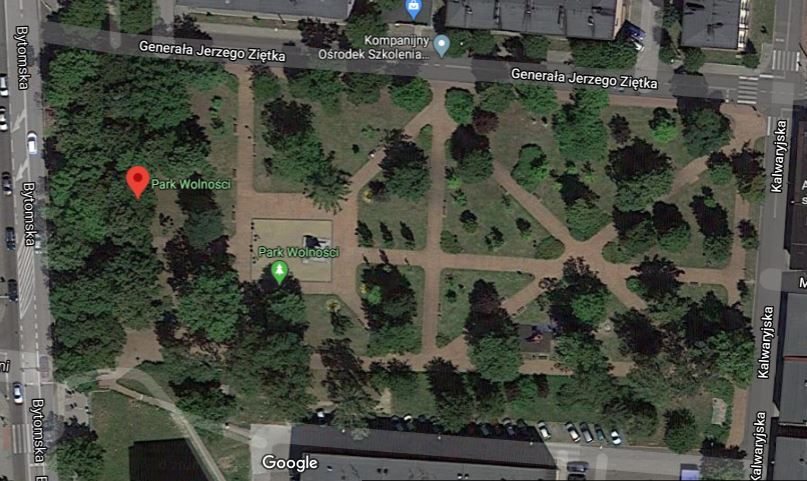 Bytomska
Generała Jerzego Ziętka
Kompanijny
Ośrodek Szkolenia...
Generała Jerzego Ziętka
Kalwaryjska
Park Wolności
Bytomska
Park Wolności
Kalwaryjska
Bytomska
Kalwaryjska
Google